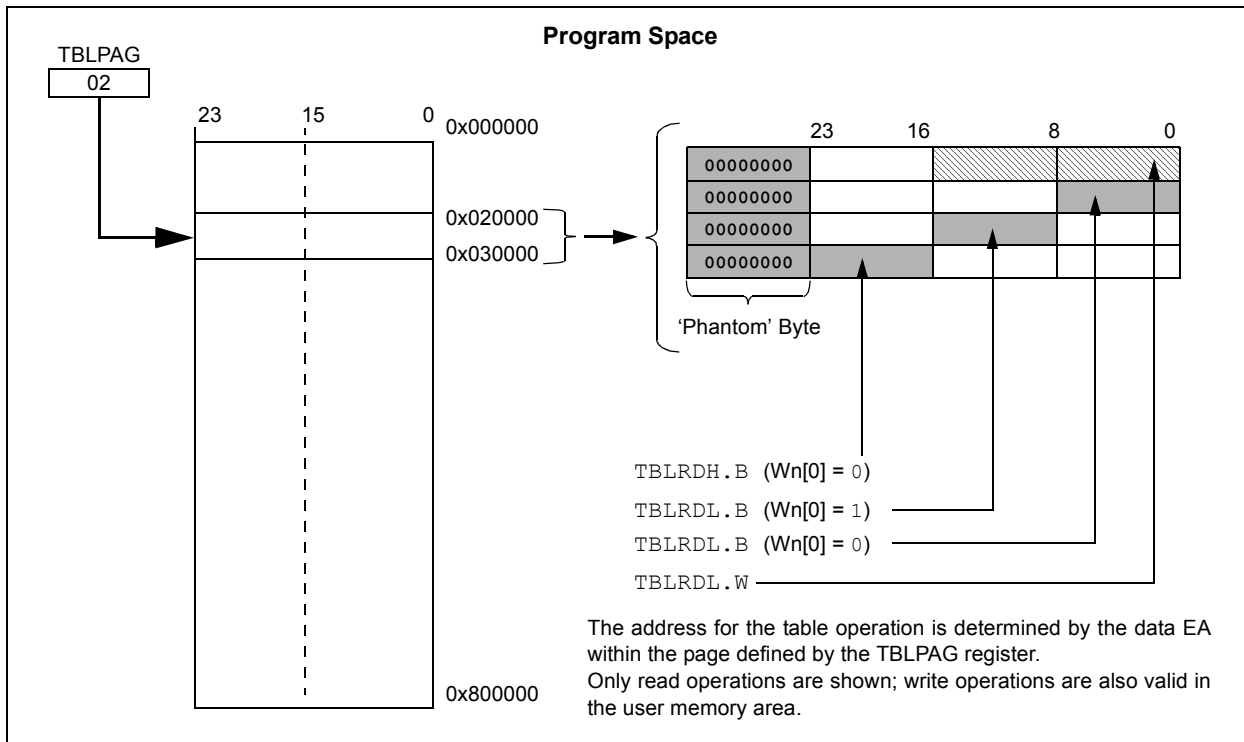 Program Space
TBLPAG
02
23 15 0
0x000000
0x020000
0x030000
0x800000
23 16 8 0
00000000
00000000
00000000
00000000
‘Phantom’ Byte
TBLRDH.B (Wn[0] = 0)
TBLRDL.B (Wn[0] = 1)
TBLRDL.B (Wn[0] = 0)
TBLRDL.W
The address for the table operation is determined by the data EA
within the page defined by the TBLPAG register.
Only read operations are shown; write operations are also valid in
the user memory area.